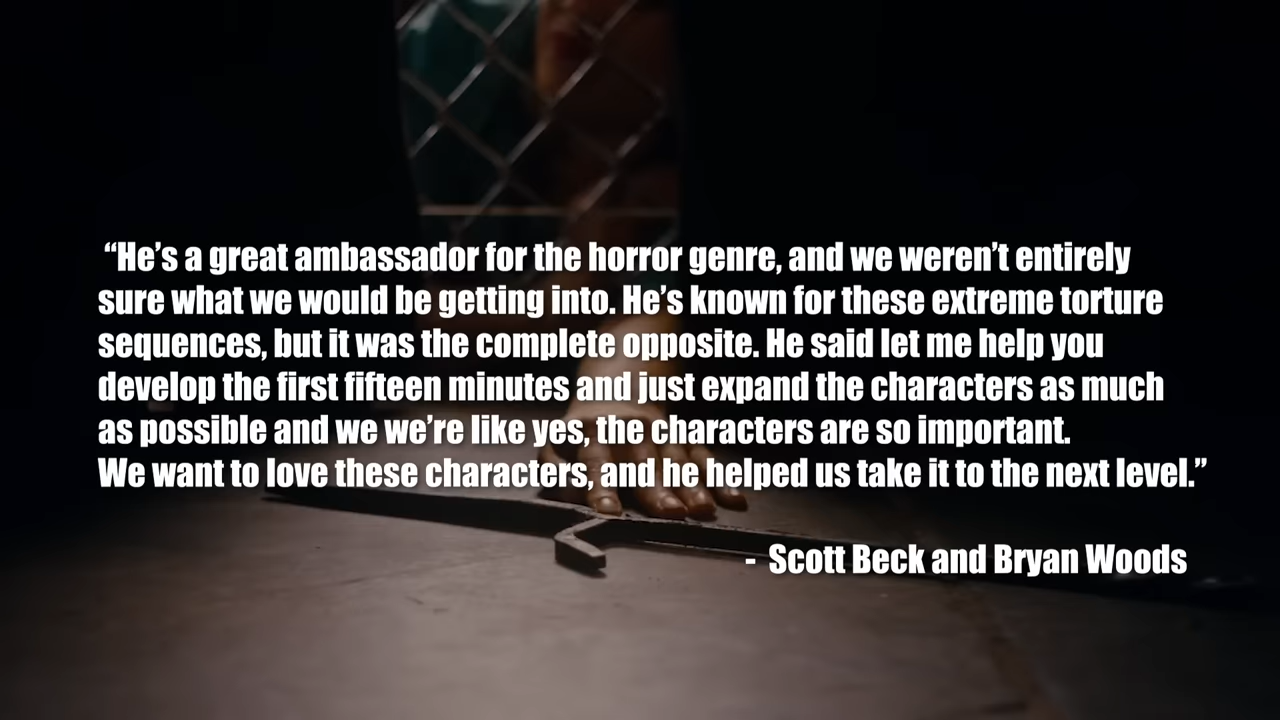 “He’s a great ambassador for the horror genre, and we weren’t entirely
sure what we would be getting into. He’s known for these extreme torture
sequences, but it was the complete opposite. He said let me help you
develop the first fifteen minutes and just expand the characters as much
as possible and we we’re like yes, the characters are so important.
We want to love these characters, and he helped us take it to the next level.”
- Scott Beck and Bryan Woods